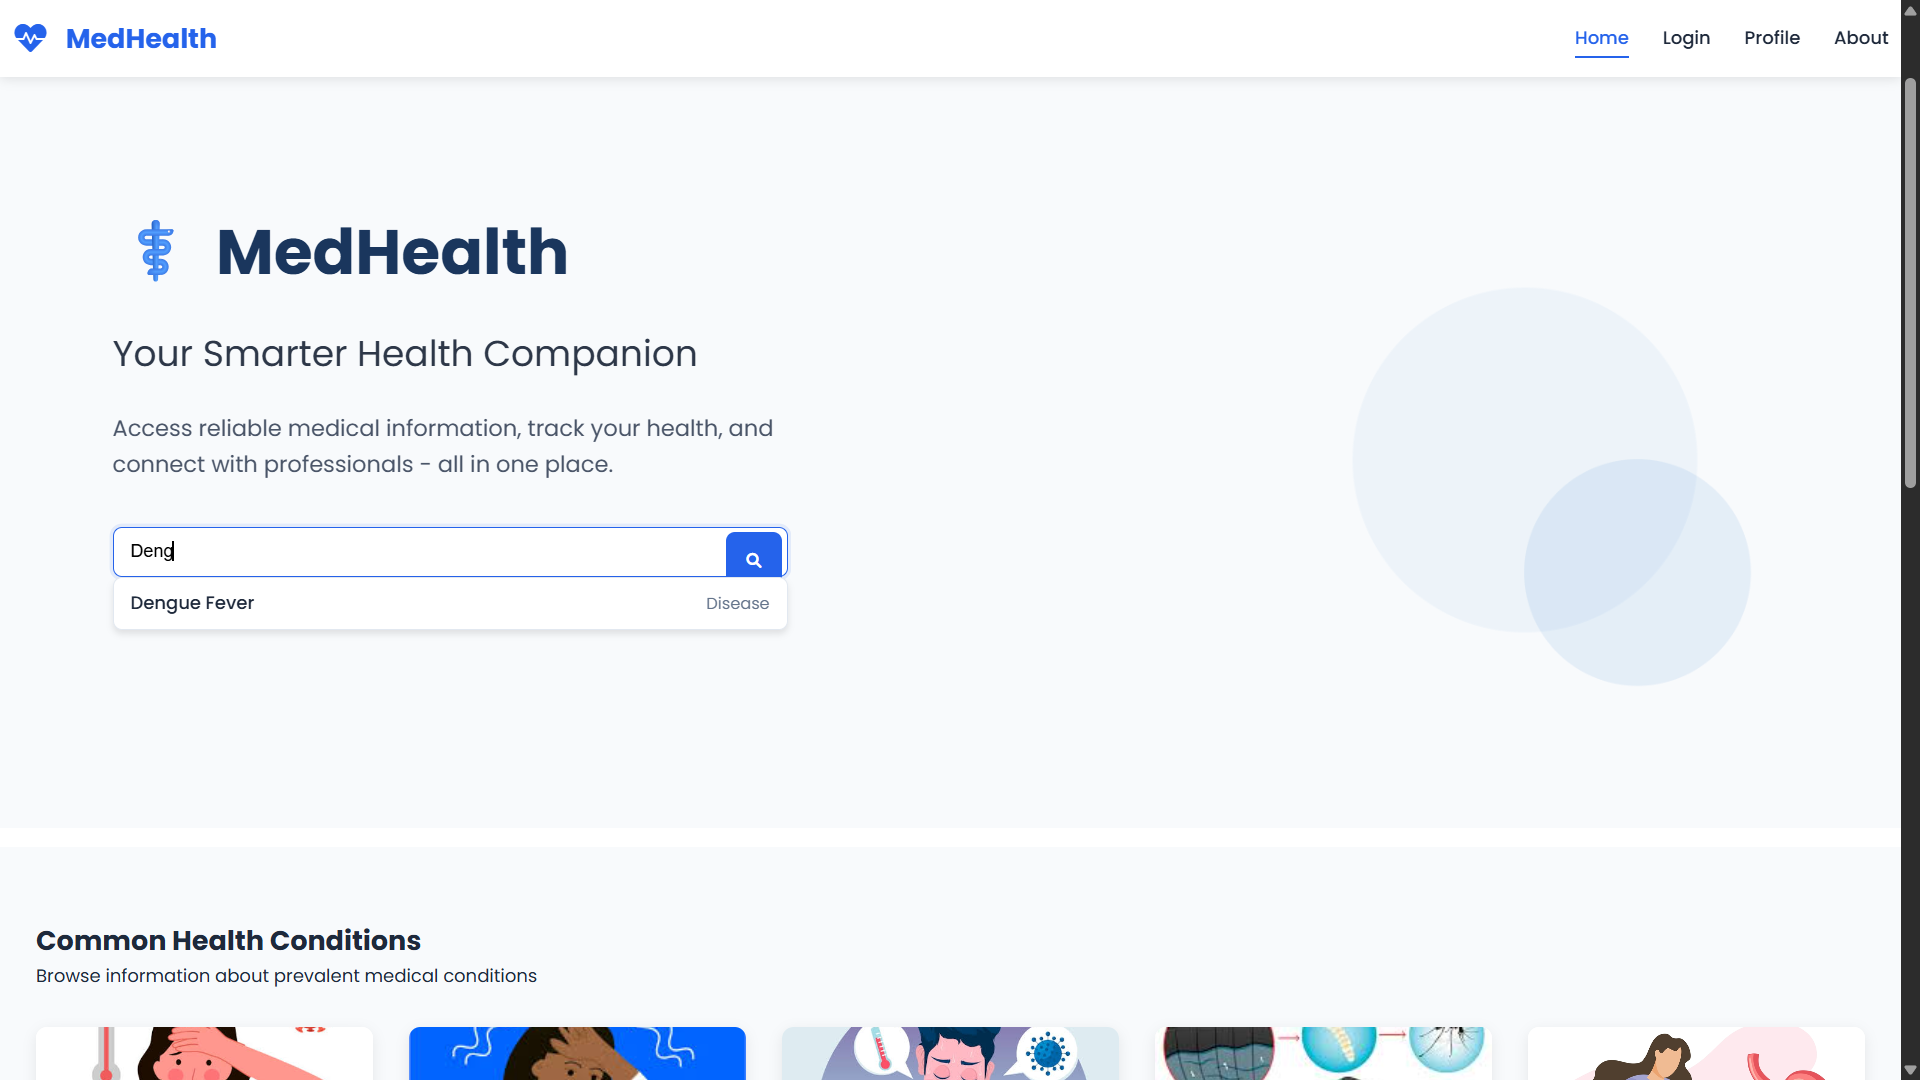 MedHealth
Home Login Profile About
MedHealth
Your Smarter Health Companion
Access reliable medical information, track your health, and
connect with professionals - all in one place.
Deng
Dengue Fever Disease
Common Health Conditions
Browse information about prevalent medical conditions